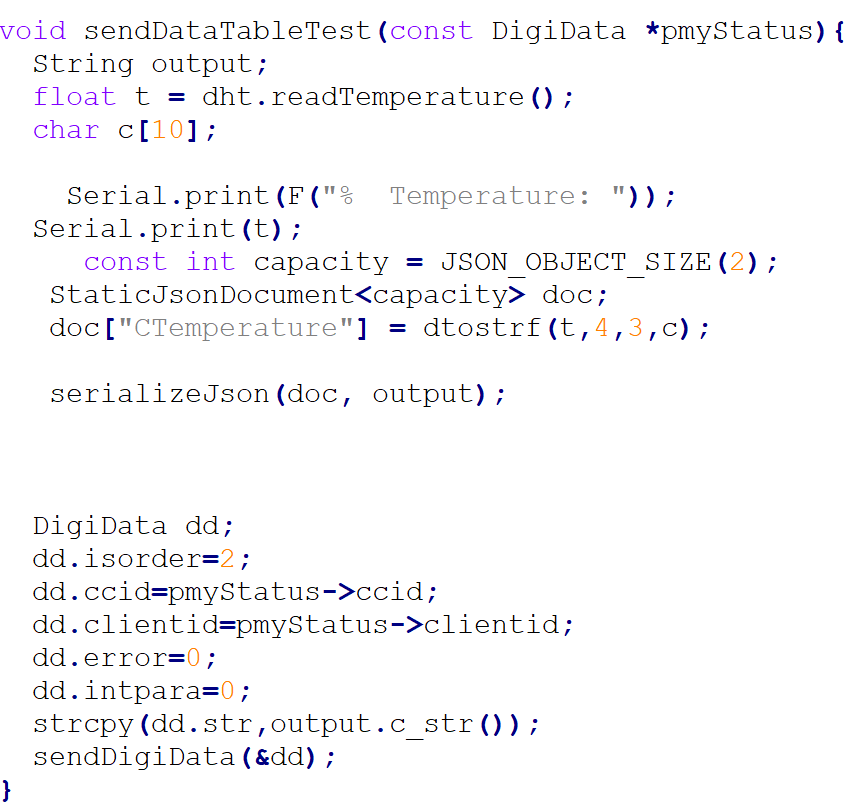 void sendDataTableTest(const DigiData *pmyStatus){
String output;
float t = dht.readTemperature();
char c[10];
Serial.print(F("%  Temperature: "));
Serial.print(t);
const int capacity = JSON_OBJECT_SIZE(2);
StaticJsonDocument<capacity> doc;
doc["CTemperature"] = dtostrf(t,4,3,c);
serializeJson(doc, output);
DigiData dd;
dd.isorder=2;
dd.ccid=pmyStatus->ccid;
dd.clientid=pmyStatus->clientid;
dd.error=0;
dd.intpara=0;
strcpy(dd.str,output.c_str());
sendDigiData(&dd);
}